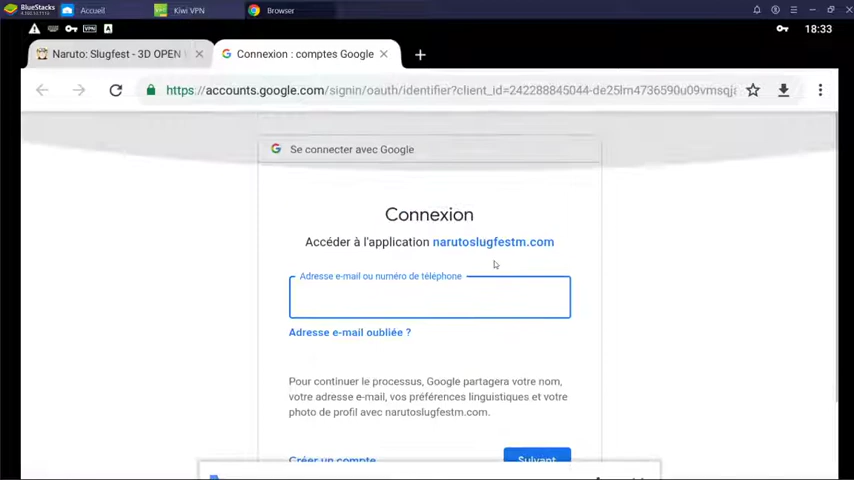 BlueStacks
Accueil
Kiwi VPN
Browser
VPN
A
18:33
Naruto: Slugfest - 3D OPEN
Connexion : comptes Google
https://accounts.google.com/signin/oauth/identifier?client_id=242288845044-de25lm4736590u09vmsqj
Se connecter avec Google
Connexion
Accéder à l'application narutoslugfestm.com
Adresse e-mail ou numéro de téléphone
Adresse e-mail oubliée ?
Pour continuer le processus, Google partagera votre nom,
votre adresse e-mail, vos préférences linguistiques et votre
photo de profil avec narutoslugfestm.com.
Créer un compte
Suivant